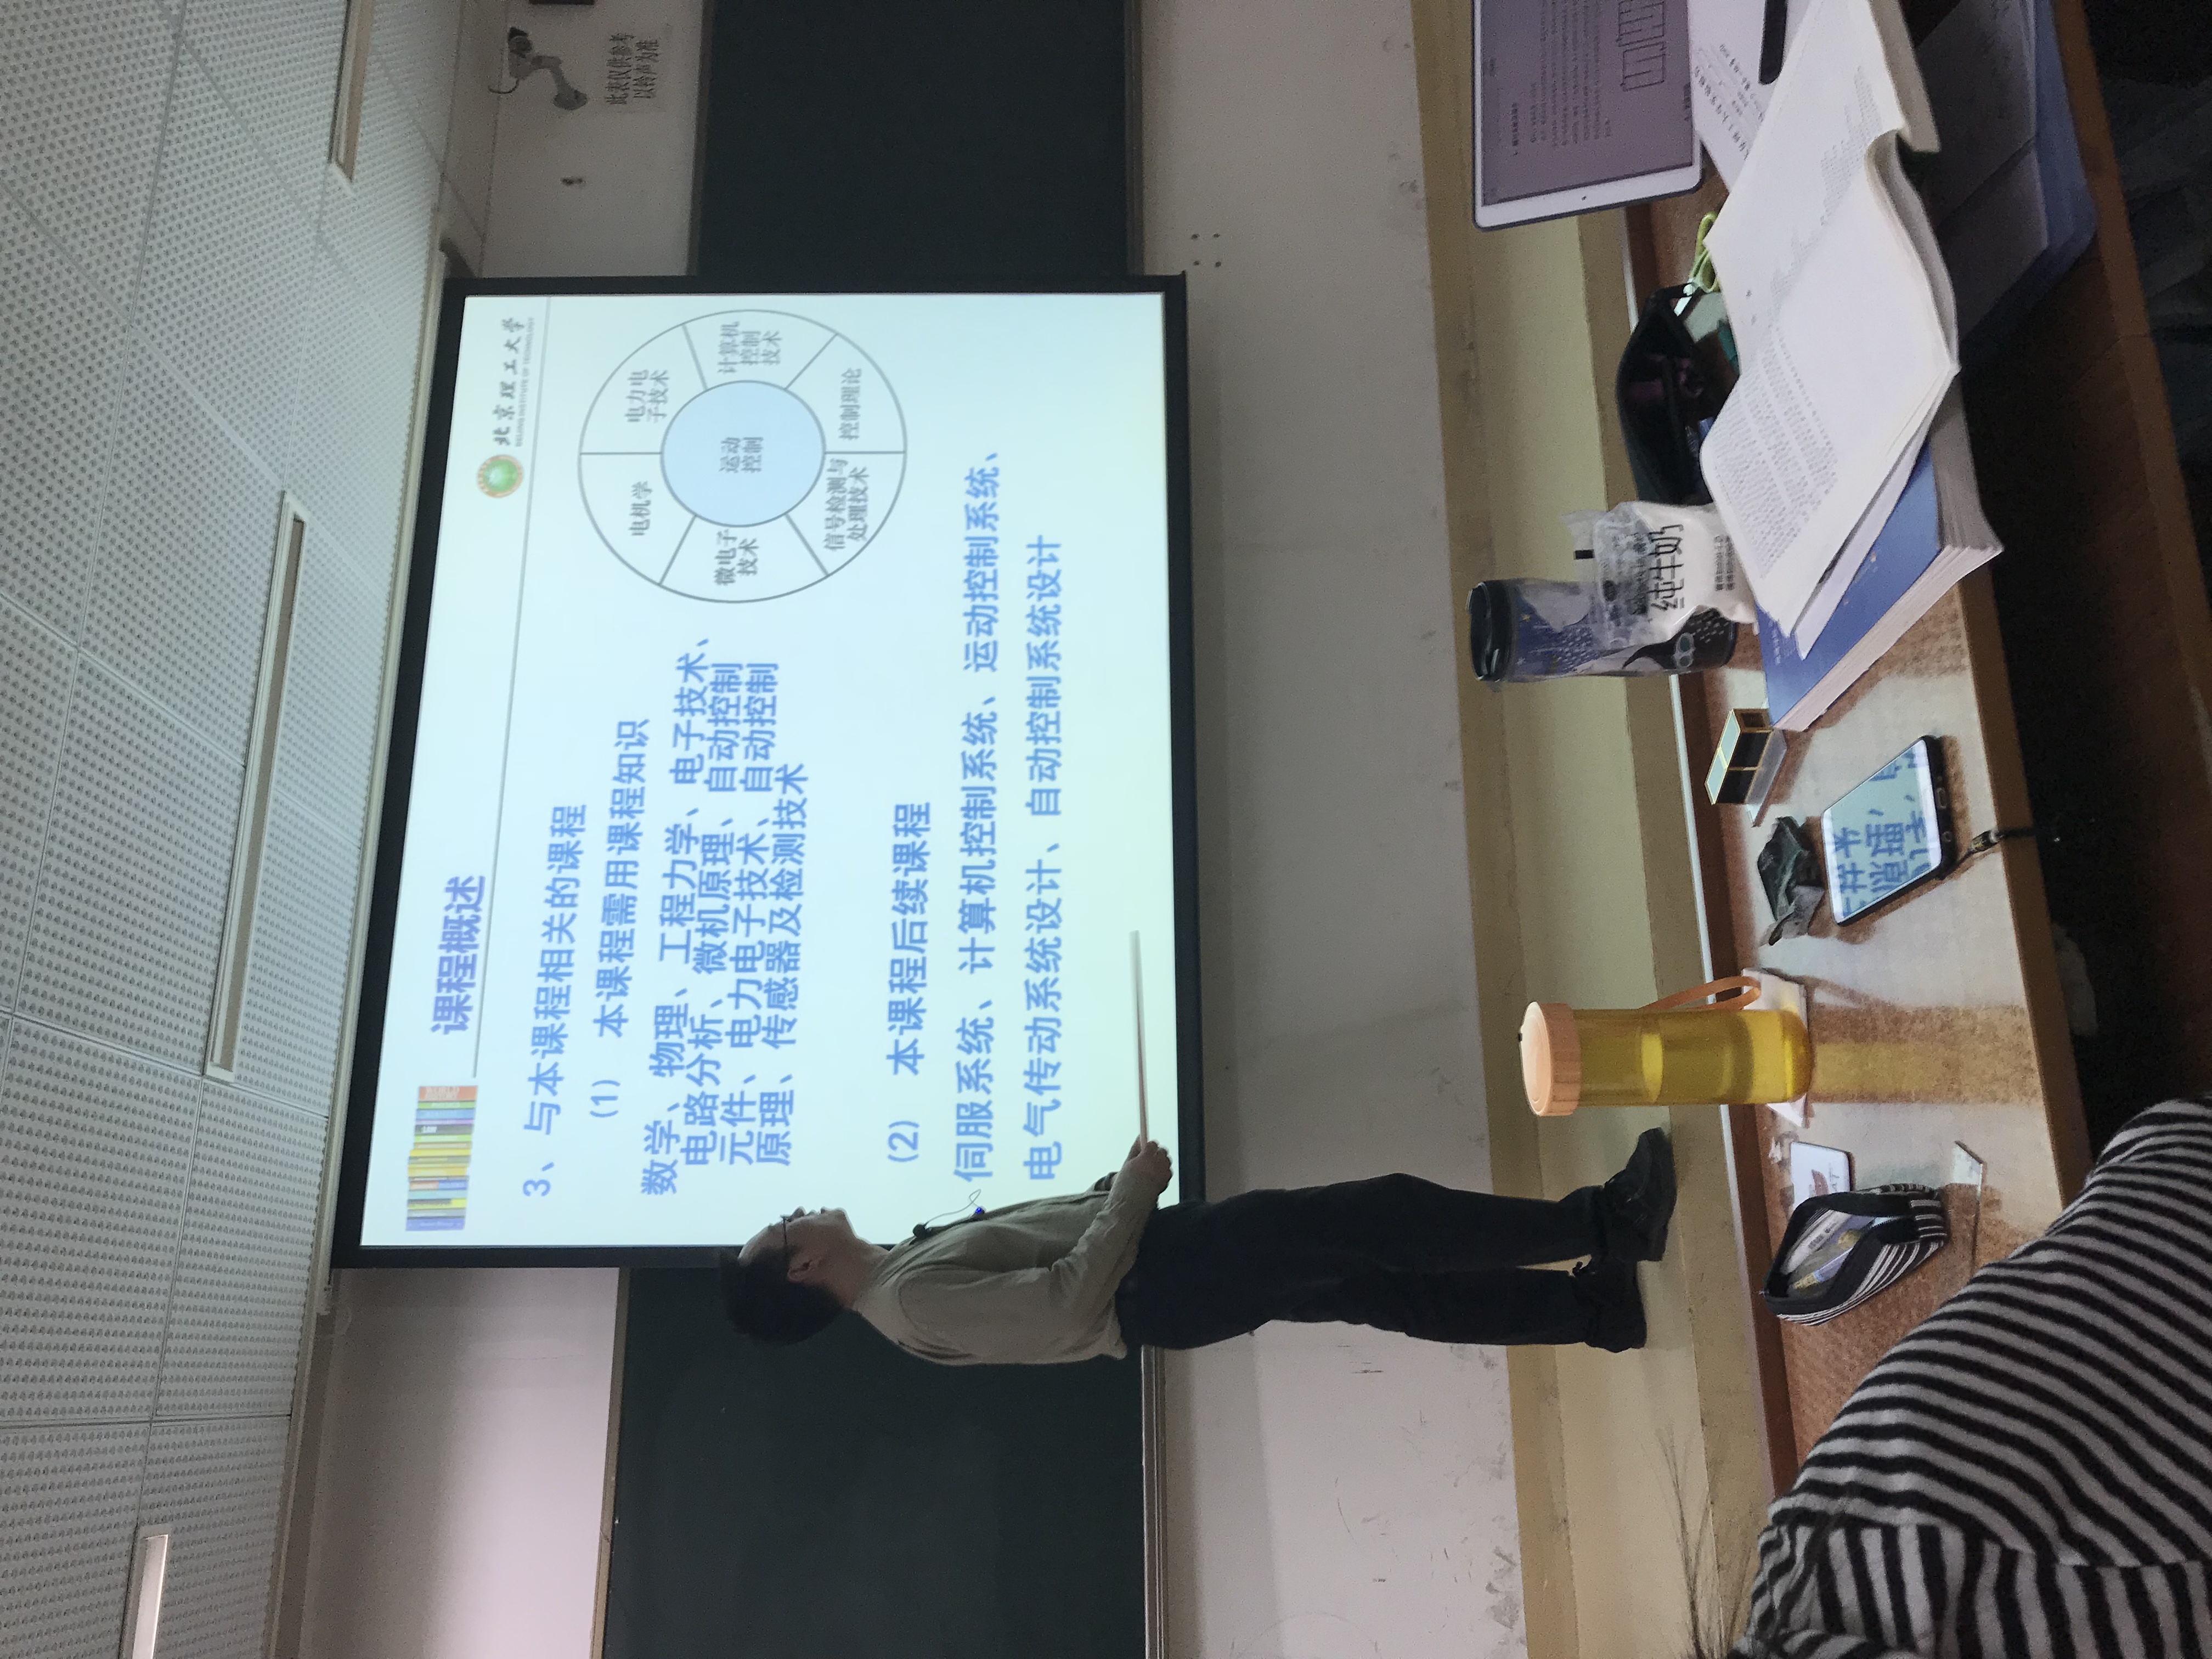 课程概述
北京理工大学
BEIJING INSTITUTE OF TECHNOLOGY
3、与本课程相关的课程
(1) 本课程需用课程知识
数学、物理、工程力学、电子技术、
电路分析、微机原理、自动控制
元件、电力电子技术、自动控制
原理、传感器及检测技术
(2) 本课程后续课程
伺服系统、计算机控制系统、运动控制系统、
电气传动系统设计、自动控制系统设计
电机学
电力电
子技术
微电子
技术
运动
控制
计算机
控制
技术
信号检测与
处理技术
控制理论
此表仅供参考
以铃声为准
纯牛奶